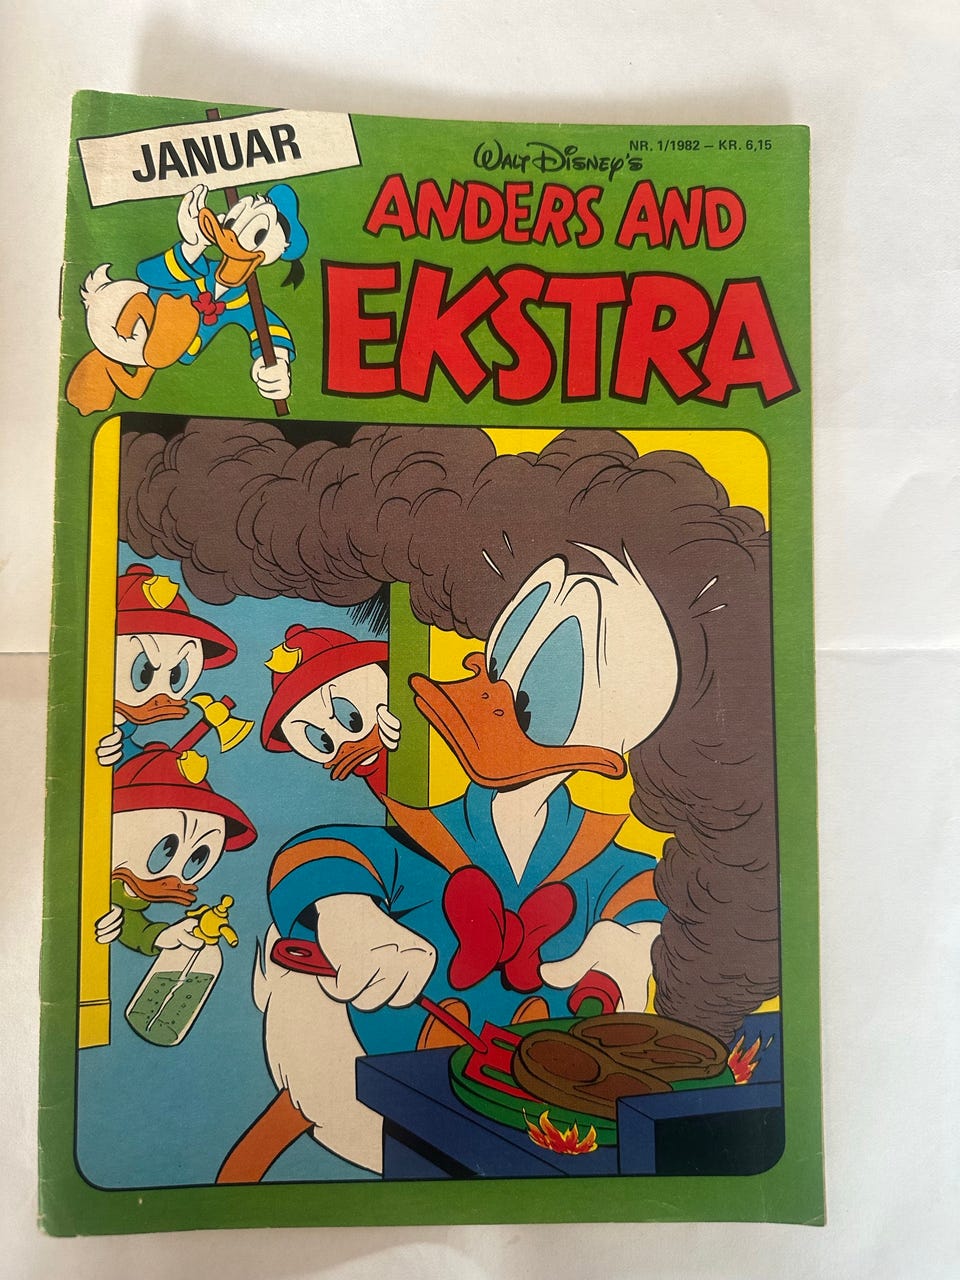 JANUAR
NR. 1/1982 – KR. 6,15
WALT DISNEY'S
ANDERS AND
EKSTRA